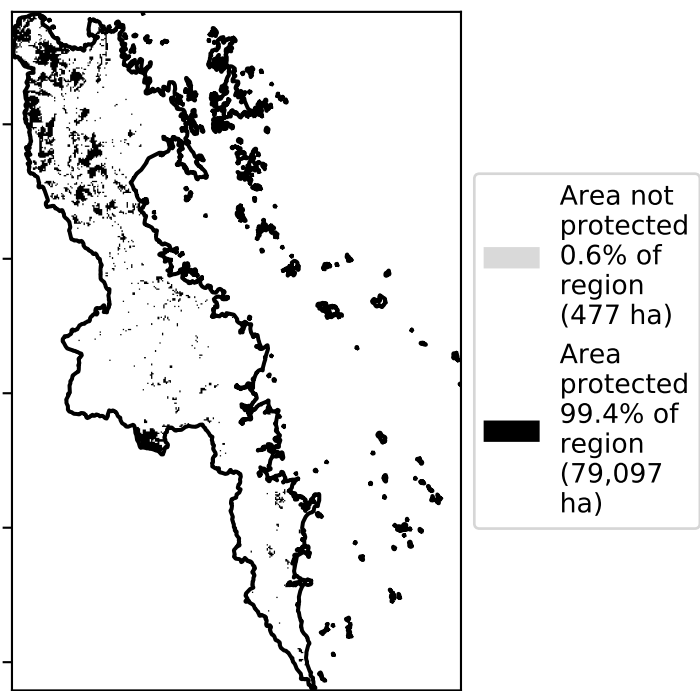 Area not
protected
0.6% of
region
(477 ha)
Area
protected
99.4% of
region
(79,097
ha)